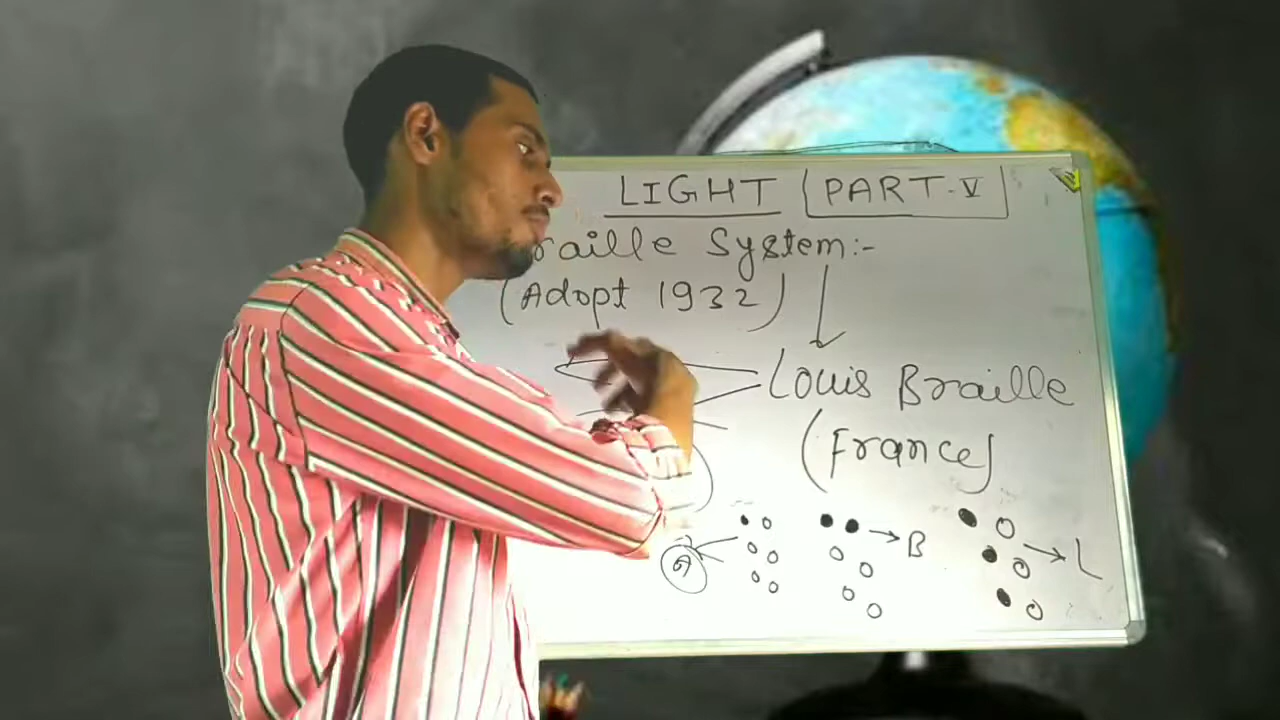 LIGHT PART-V
raille System:-
(Adopt 1932)
Louis Braille
(France)
A
B
L